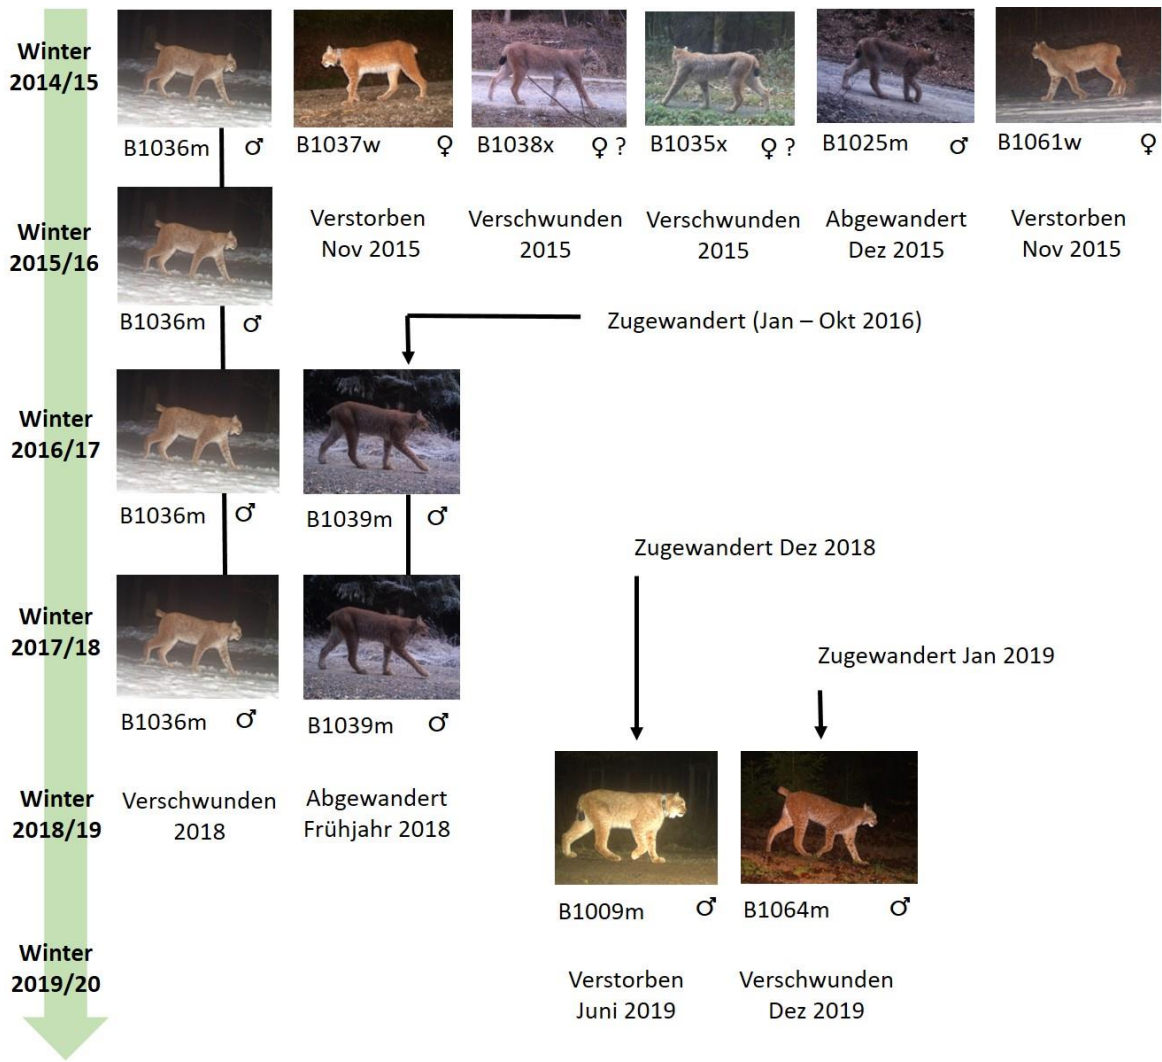 Winter
2014/15
B1036m ♂
B1037w ♀
B1038x ♀ ?
B1035x ♀ ?
B1025m ♂
B1061w ♀
Winter
2015/16
B1036m ♂
Verstorben
Nov 2015
Verschwunden
2015
Verschwunden
2015
Abgewandert
Dez 2015
Verstorben
Nov 2015
Zugewandert (Jan – Okt 2016)
Winter
2016/17
B1036m ♂
B1039m ♂
Zugewandert Dez 2018
Winter
2017/18
B1036m ♂
B1039m ♂
Zugewandert Jan 2019
Winter
2018/19
Verschwunden
2018
Abgewandert
Frühjahr 2018
B1009m ♂
B1064m ♂
Winter
2019/20
Verstorben
Juni 2019
Verschwunden
Dez 2019